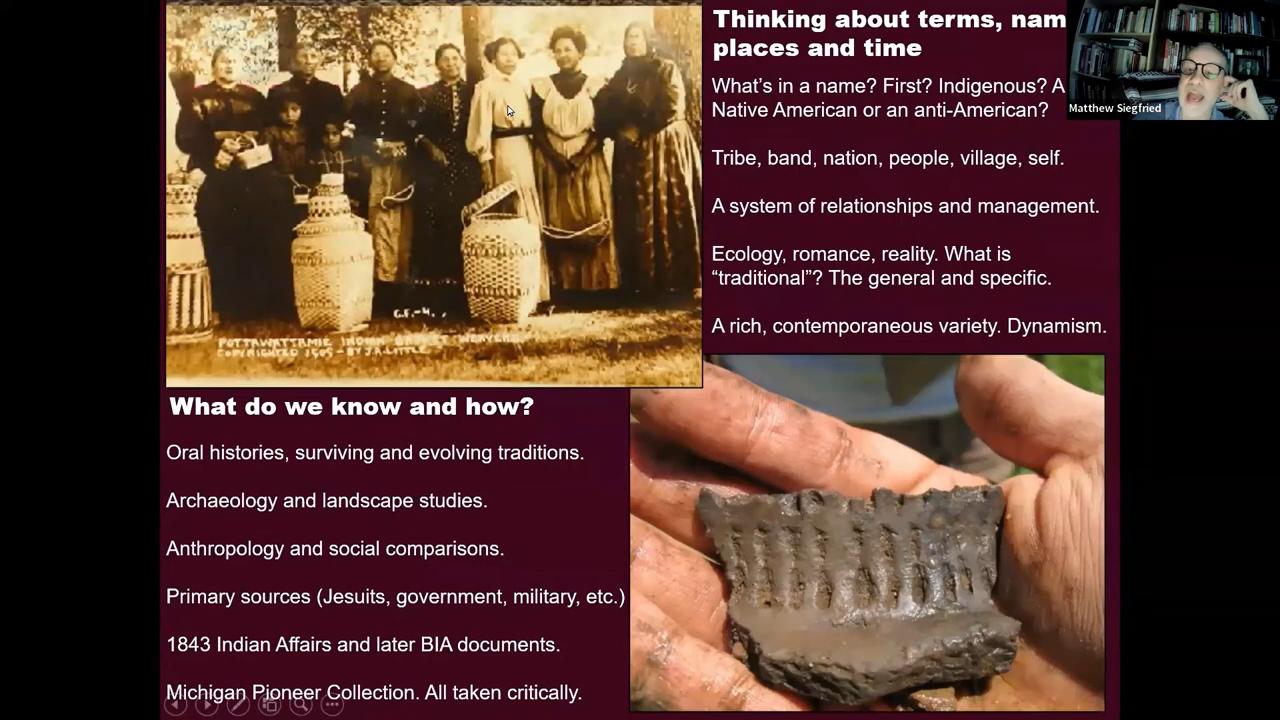 Thinking about terms,
places and time
What's in a name? First? Indigenous? A
Native American or an anti-American?
Tribe, band, nation, people, village, self.
A system of relationships and management.
Ecology, romance, reality. What is
“traditional”? The general and specific.
A rich, contemporaneous variety. Dynamism.
Matthew Siegfried
G.F.-H.
POTTAWATTAMIE INDIAN BASKET WEAVERS
COPYRIGHTED 1905-BY J.A. LITTLE
What do we know and how?
Oral histories, surviving and evolving traditions.
Archaeology and landscape studies.
Anthropology and social comparisons.
Primary sources (Jesuits, government, military, etc.)
1843 Indian Affairs and later BIA documents.
Michigan Pioneer Collection. All taken critically.